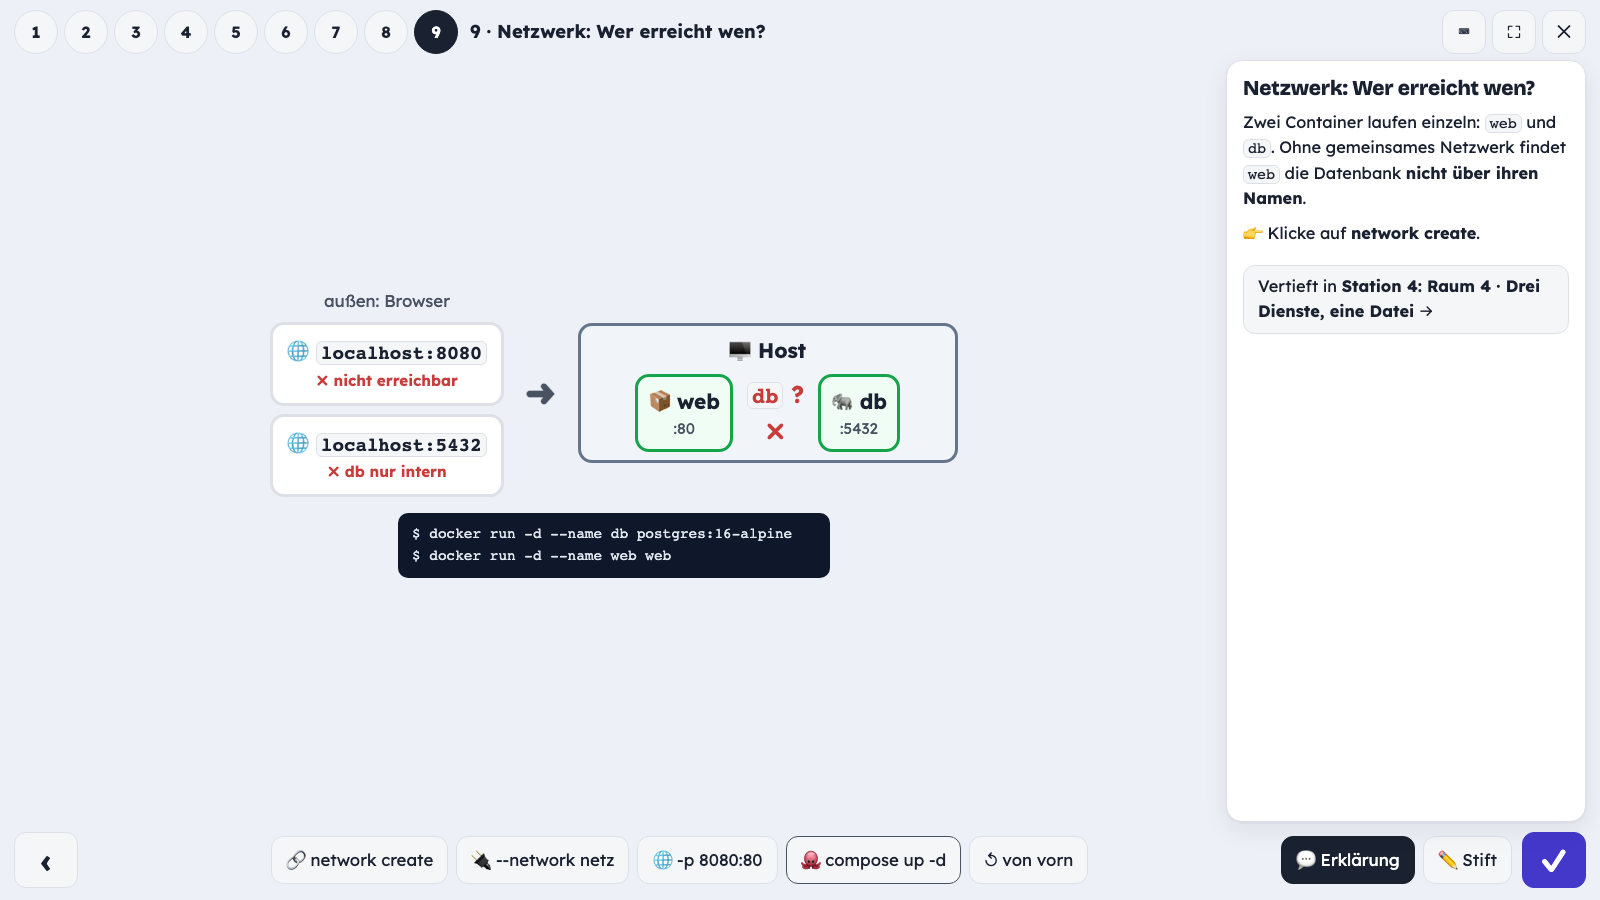 1 2 3 4 5 6 7 8 9 9 · Netzwerk: Wer erreicht wen?
Netzwerk: Wer erreicht wen?
Zwei Container laufen einzeln: web und
db. Ohne gemeinsames Netzwerk findet
web die Datenbank nicht über ihren
Namen.
👉 Klicke auf network create.
Vertieft in Station 4: Raum 4 · Drei
Dienste, eine Datei →
außen: Browser
🌐 localhost:8080
✕ nicht erreichbar
🌐 localhost:5432
✕ db nur intern
➜
🖥️ Host
📦 web
:80
db ?
✕
🐘 db
:5432
$ docker run -d --name db postgres:16-alpine
$ docker run -d --name web web
‹
🔗 network create
🔌 --network netz
🌐 -p 8080:80
🐙 compose up -d
↺ von vorn
💬 Erklärung
✏️ Stift